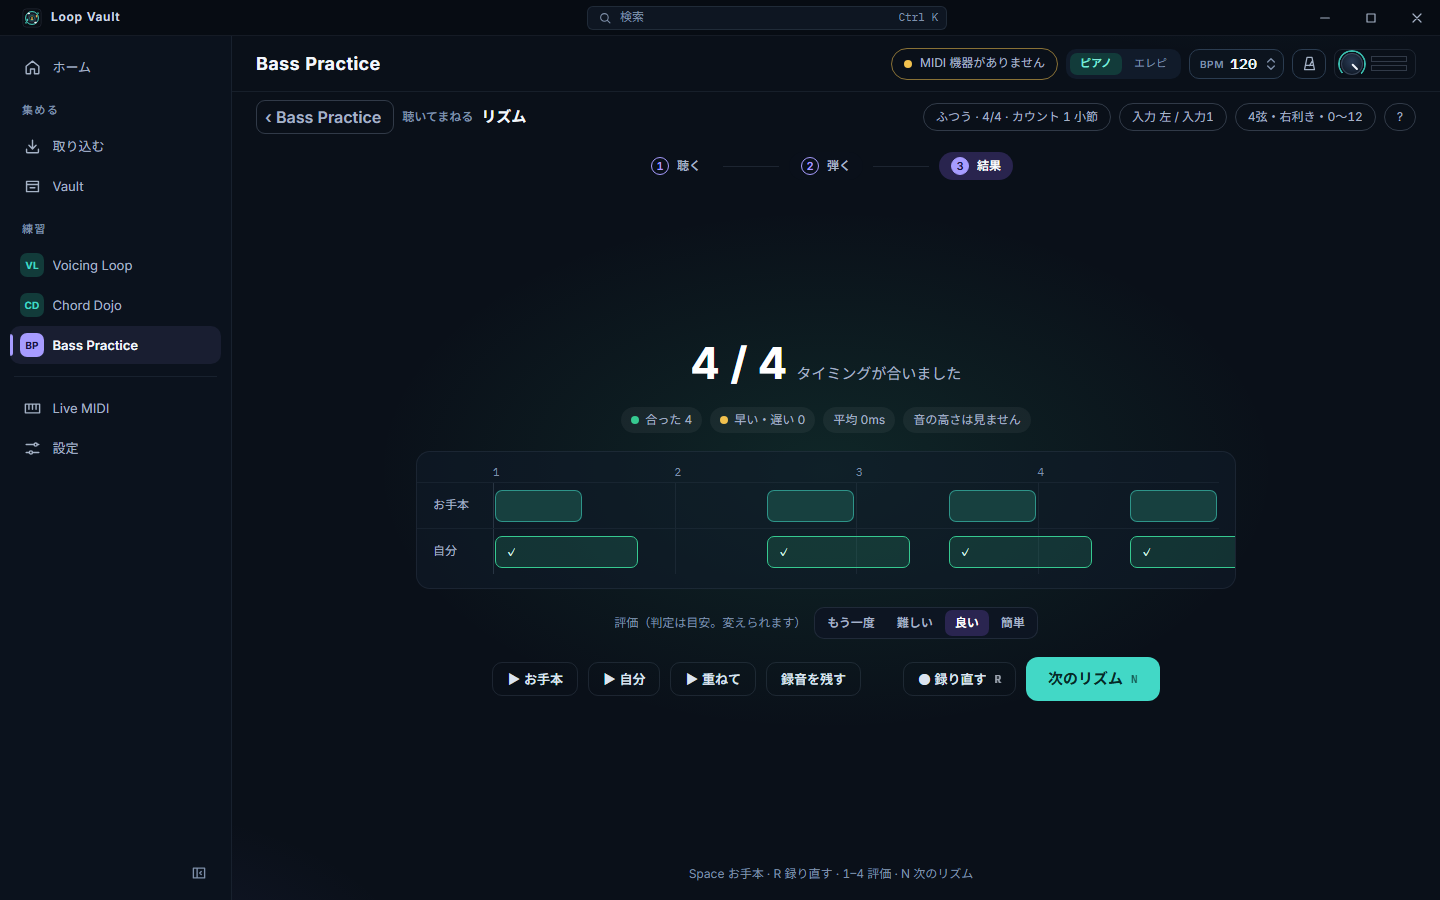 Loop Vault
検索
Ctrl K
ホーム
集める
取り込む
Vault
練習
VL Voicing Loop
CD Chord Dojo
BP Bass Practice
Live MIDI
設定
Bass Practice
MIDI 機器がありません
ピアノ エレピ
BPM 120
‹ Bass Practice 聴いてまねる リズム
ふつう · 4/4 · カウント 1 小節
入力 左 / 入力1
4弦・右利き・0〜12
?
1 聴く
2 弾く
3 結果
4 / 4 タイミングが合いました
合った 4
早い・遅い 0
平均 0ms
音の高さは見ません
1 2 3 4
お手本
自分 ✓ ✓ ✓ ✓
評価（判定は目安。変えられます） もう一度 難しい 良い 簡単
▶ お手本
▶ 自分
▶ 重ねて
録音を残す
● 録り直す R
次のリズム N
Space お手本 · R 録り直す · 1–4 評価 · N 次のリズム